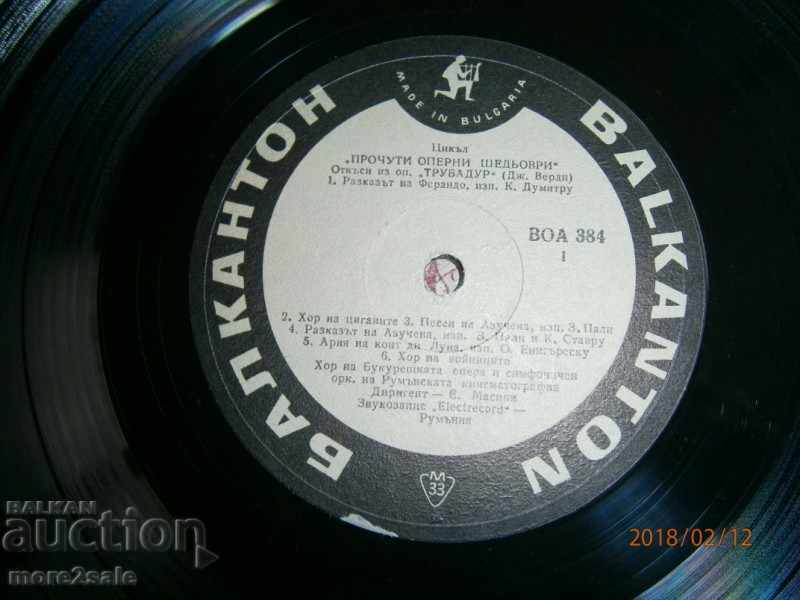 MADE IN BULGARIA
БАЛКАНТОН
BALKANTON
Цикъл
„ПРОЧУТИ ОПЕРНИ ШЕДЬОВРИ“
Откъси из оп. „ТРУБАДУР“ (Дж. Верди)
1. Разказът на Ферандо, изп. К. Думитру
ВОА 384
I
2. Хор на циганите 3. Песен на Азучена, изп. З. Пали
4. Разказът на Азучена, изп. З. Пали и К. Ставру
5. Ария на конт ди Луна, изп. О. Енигъреску
6. Хор на войниците
Хор на Букурещката опера и симфоничен
орк. на Румънската кинематография
Диригент — Е. Масини
Звукозапис „Electrecord“ —
Румъния
М
33
BALKAN
auction
more2sale
2018/02/12